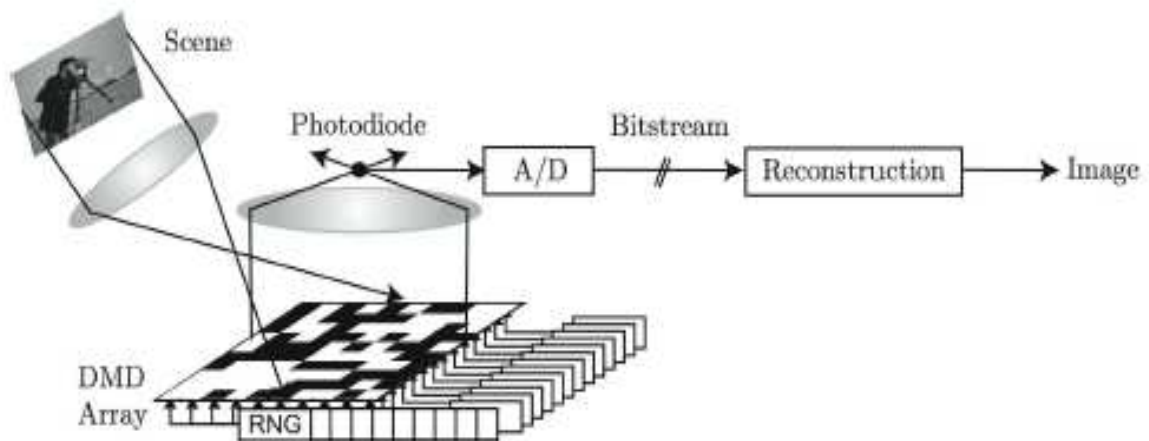 Scene
Photodiode
Bitstream
A/D
Reconstruction
Image
DMD
Array
RNG